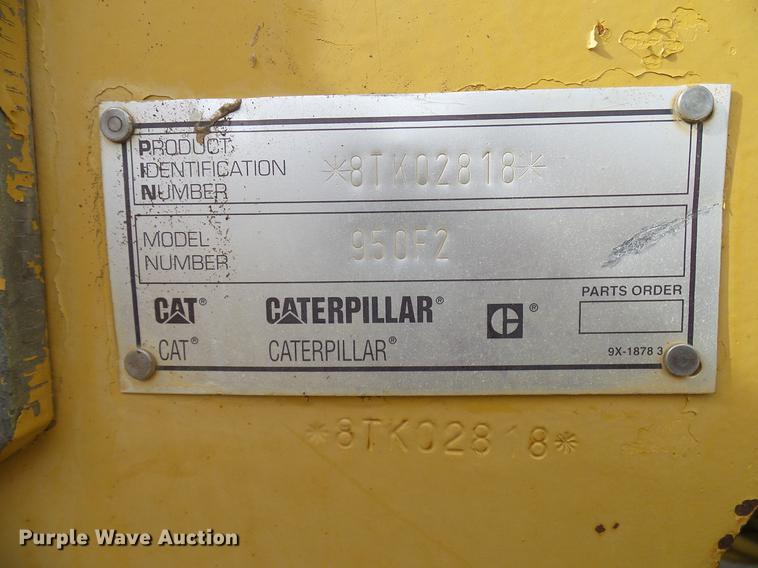 PRODUCT
IDENTIFICATION
NUMBER
*8TK02818*
MODEL
NUMBER
950F2
CAT® CATERPILLAR® C®
CAT® CATERPILLAR®
PARTS ORDER
9X-1878 3
*8TK02818*
Purple Wave Auction